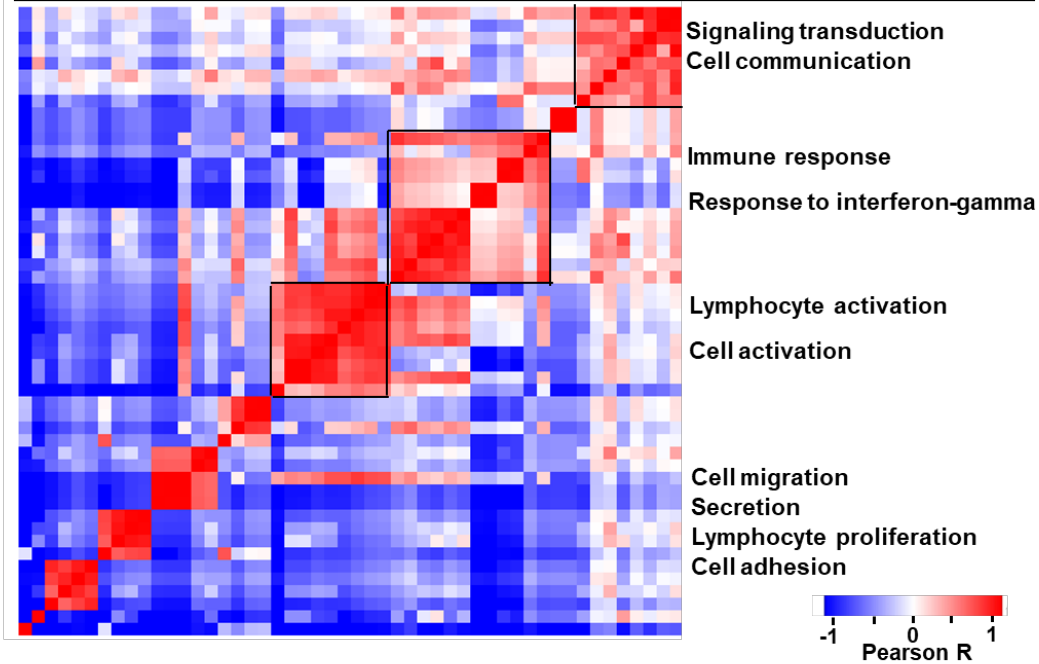 Signaling transduction
Cell communication
Immune response
Response to interferon-gamma
Lymphocyte activation
Cell activation
Cell migration
Secretion
Lymphocyte proliferation
Cell adhesion
-1 0 1
Pearson R